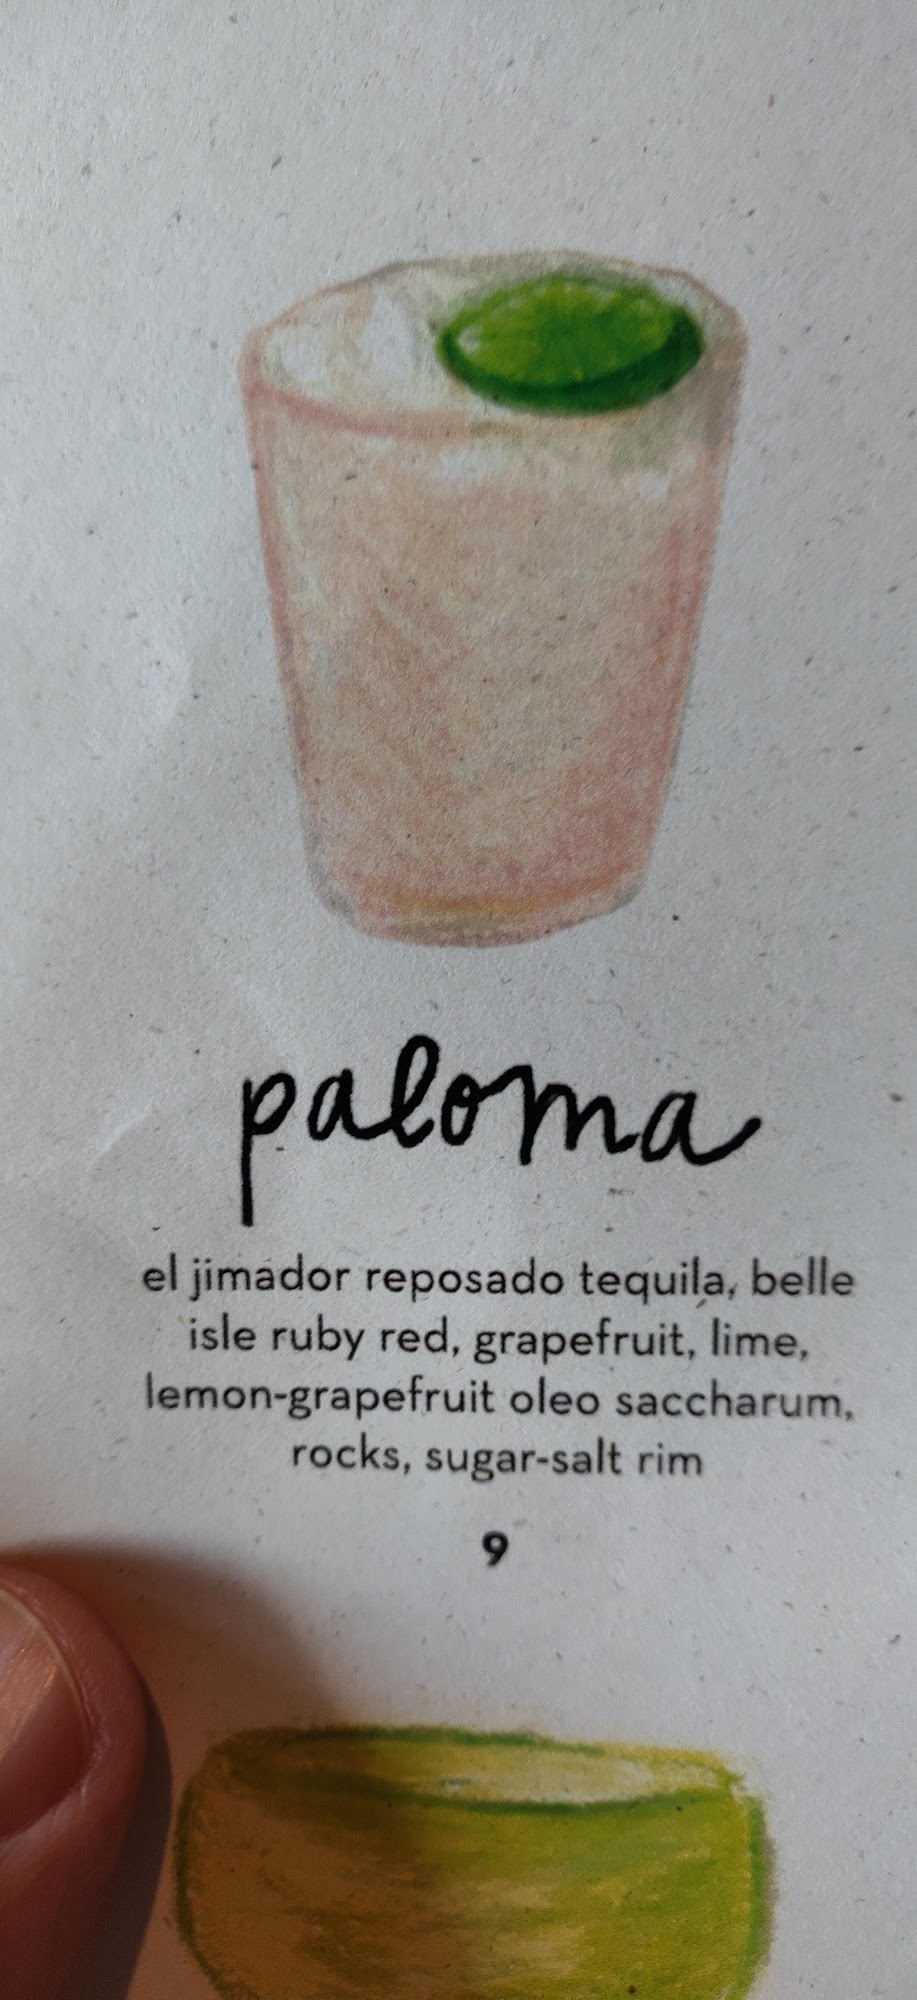 paloma
el jimador reposado tequila, belle
isle ruby red, grapefruit, lime,
lemon-grapefruit oleo saccharum,
rocks, sugar-salt rim
9